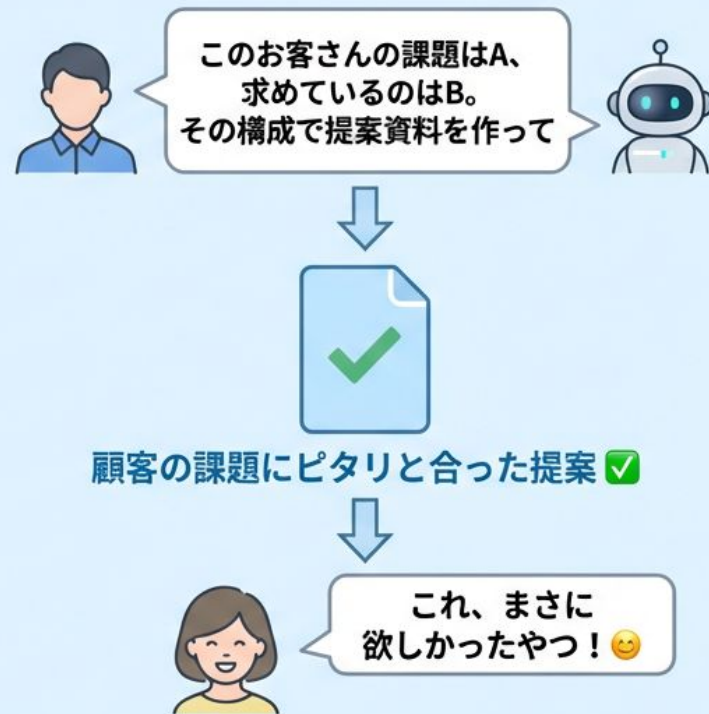 このお客さんの課題はA、
求めているのはB。
その構成で提案資料を作って
顧客の課題にピタリと合った提案 ✅
これ、まさに
欲しかったやつ！😊